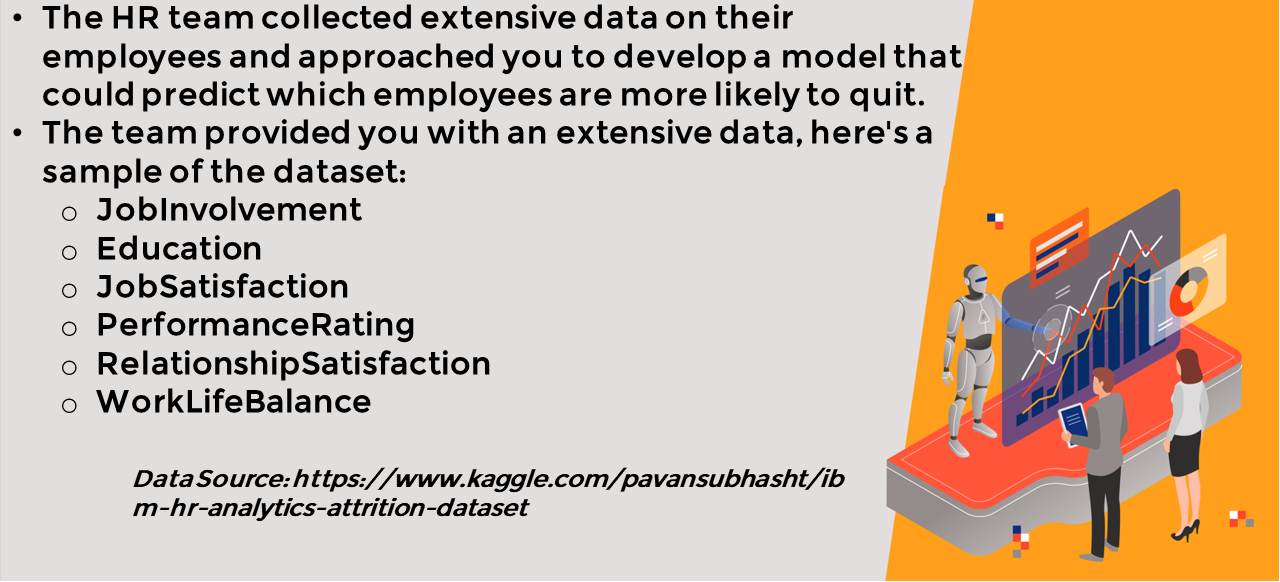 • The HR team collected extensive data on their
employees and approached you to develop a model that
could predict which employees are more likely to quit.
• The team provided you with an extensive data, here's a
sample of the dataset:
o JobInvolvement
o Education
o JobSatisfaction
o PerformanceRating
o RelationshipSatisfaction
o WorkLifeBalance
Data Source: https://www.kaggle.com/pavansubhasht/ib
m-hr-analytics-attrition-dataset